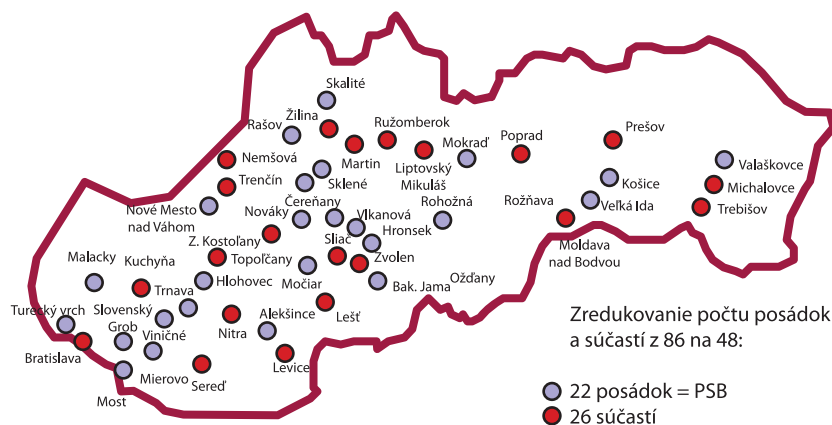 Skalité
Žilina
Rašov
Ružomberok
Mokraď
Poprad
Prešov
Nemšová
Martin
Liptovský
Mikuláš
Valaškovce
Trenčín
Sklené
Košice
Michalovce
Nové Mesto
nad Váhom
Nováky
Čereňany
Vlkanová
Rohožná
Rožňava
Veľká Ida
Trebišov
Hronsek
Z. Kostoľany
Sliač
Moldava
nad Bodvou
Malacky
Kuchyňa
Topoľčany
Zvolen
Hlohovec
Močiar
Bak. Jama
Ožďany
Trnava
Turecký vrch
Slovenský
Grob
Viničné
Nitra
Alekšince
Lešť
Bratislava
Mierovo
Sereď
Levice
Most
Zredukovanie počtu posádok
a súčastí z 86 na 48:
22 posádok = PSB
26 súčastí